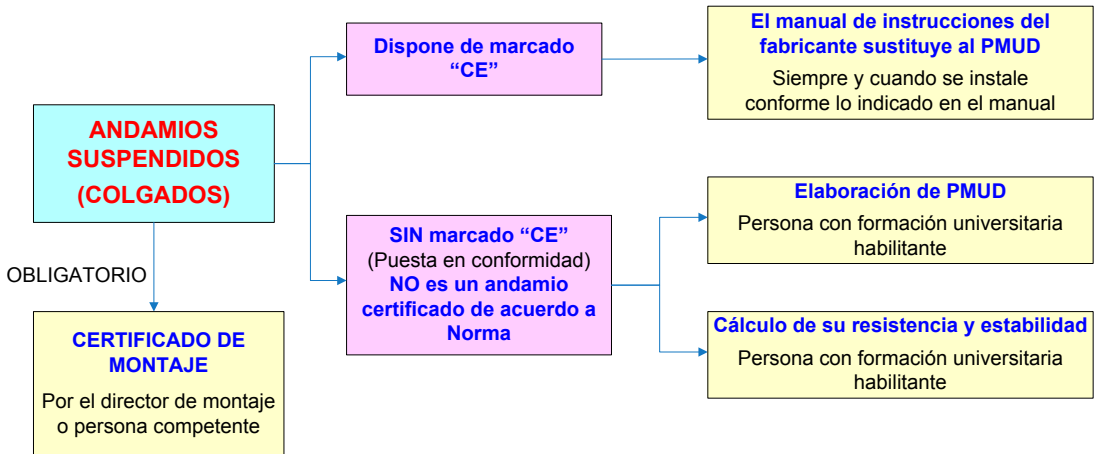 ANDAMIOS
SUSPENDIDOS
(COLGADOS)
OBLIGATORIO
CERTIFICADO DE
MONTAJE
Por el director de montaje
o persona competente
Dispone de marcado
“CE”
El manual de instrucciones del
fabricante sustituye al PMUD
Siempre y cuando se instale
conforme lo indicado en el manual
SIN marcado “CE”
(Puesta en conformidad)
NO es un andamio
certificado de acuerdo a
Norma
Elaboración de PMUD
Persona con formación universitaria
habilitante
Cálculo de su resistencia y estabilidad
Persona con formación universitaria
habilitante